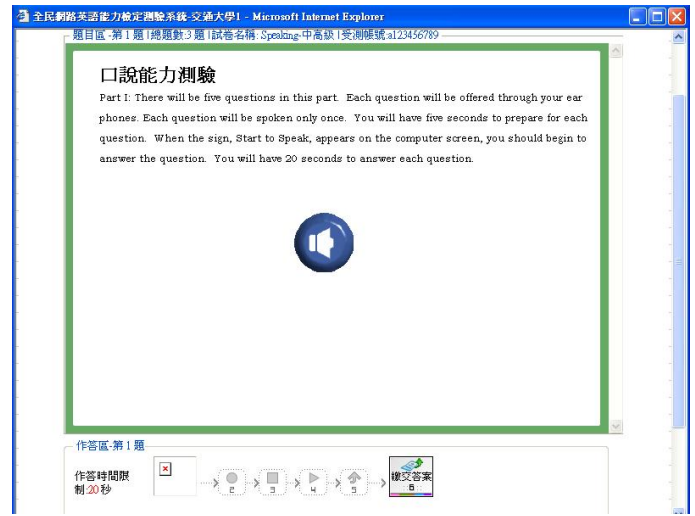 全民網路英語能力檢定測驗系統-交通大學1 - Microsoft Internet Explorer
題目區 -第 1 題 |總題數:3 題 |試卷名稱: Speaking-中高級 |受測帳號:a123456789
口說能力測驗
Part I: There will be five questions in this part. Each question will be offered through your ear
phones. Each question will be spoken only once. You will have five seconds to prepare for each
question. When the sign, Start to Speak, appears on the computer screen, you should begin to
answer the question. You will have 20 seconds to answer each question.
作答區-第 1 題
作答時間限
制:20 秒
2 3 4 5
繳交答案
6